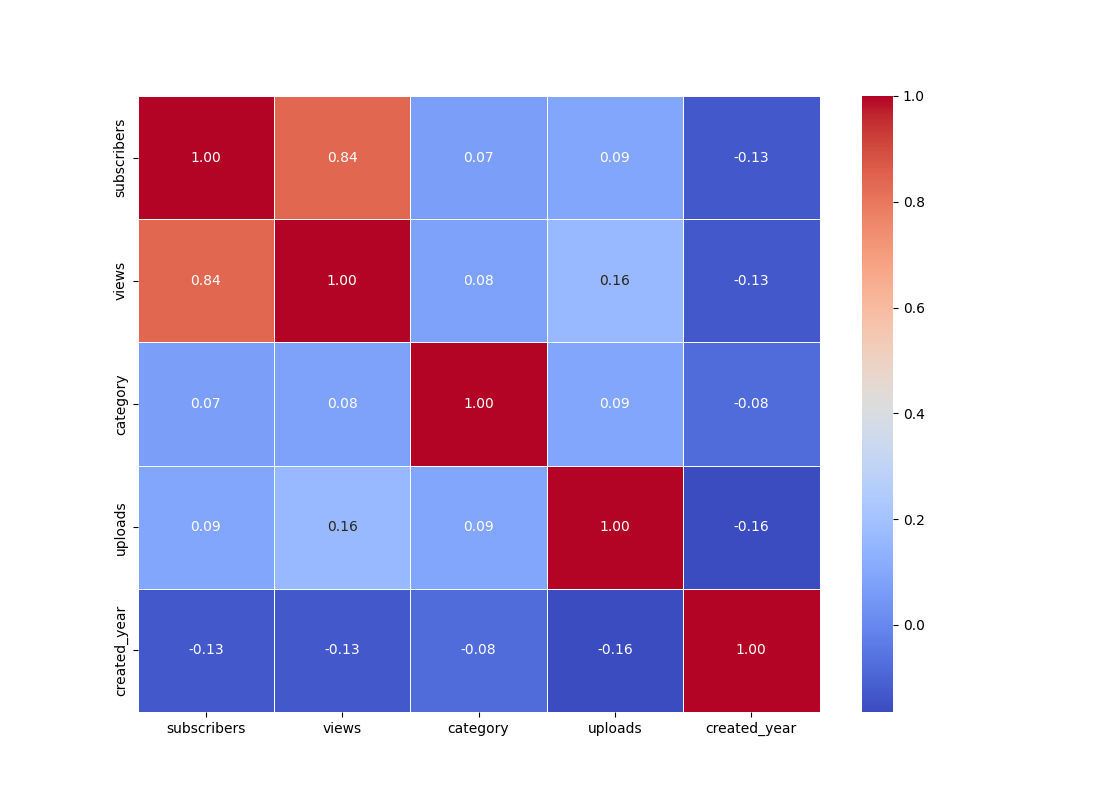 subscribers 1.00 0.84 0.07 0.09 -0.13
views 0.84 1.00 0.08 0.16 -0.13
category 0.07 0.08 1.00 0.09 -0.08
uploads 0.09 0.16 0.09 1.00 -0.16
created_year -0.13 -0.13 -0.08 -0.16 1.00
subscribers views category uploads created_year
1.0
0.8
0.6
0.4
0.2
0.0